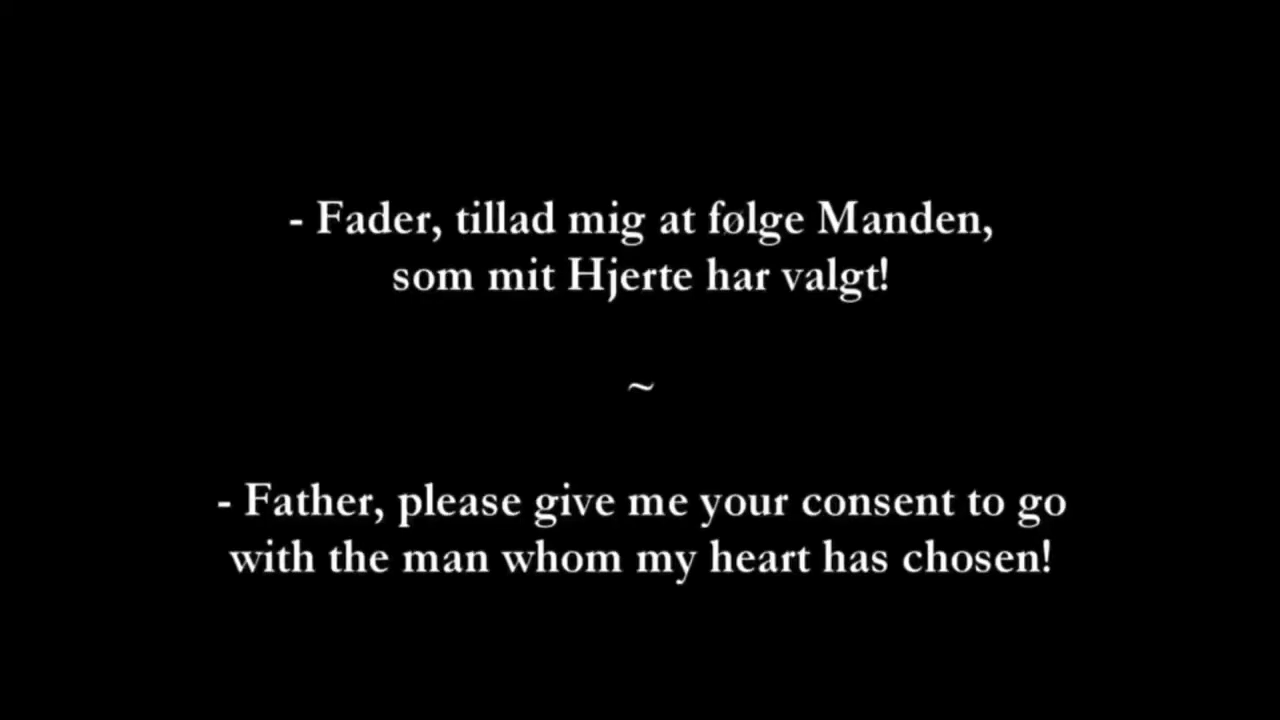 - Fader, tillad mig at følge Manden,
som mit Hjerte har valgt!
~
- Father, please give me your consent to go
with the man whom my heart has chosen!